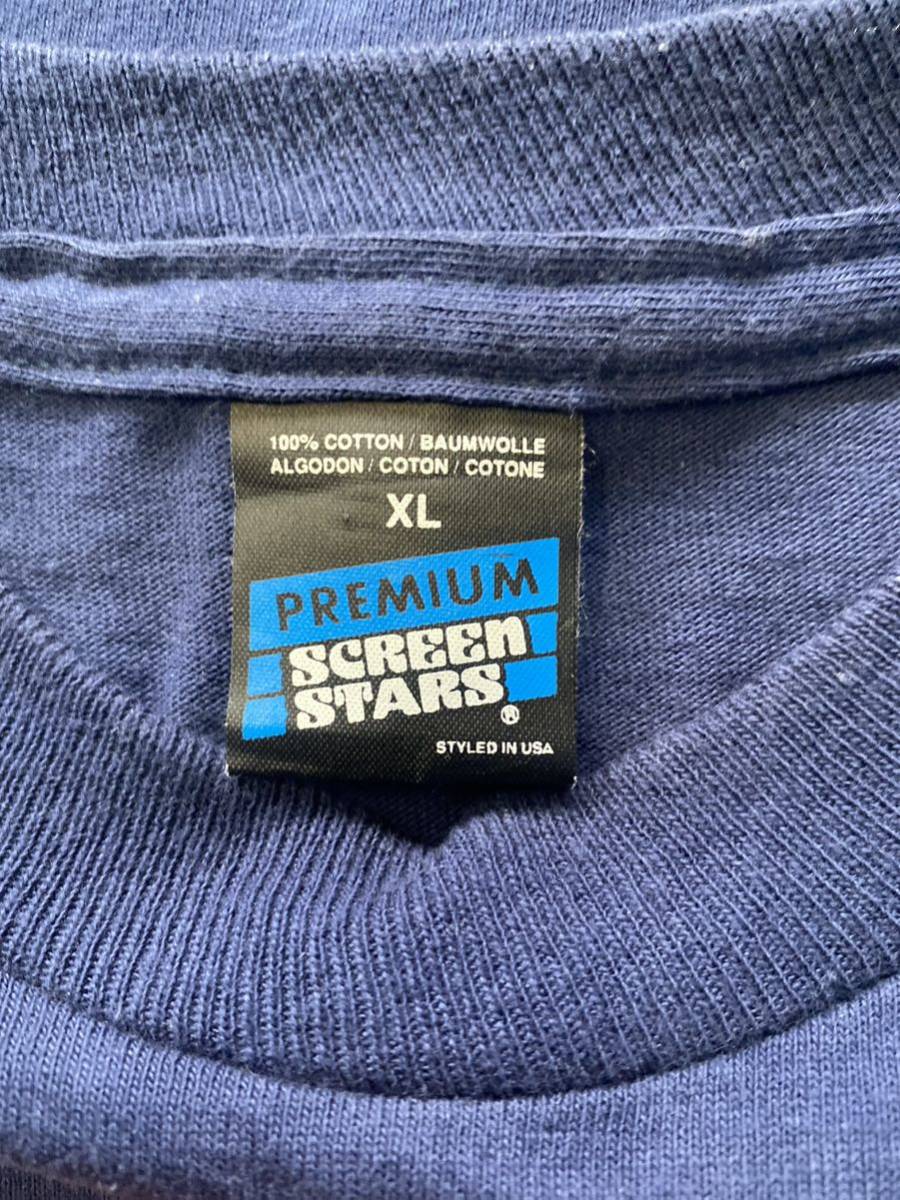 100% COTTON / BAUMWOLLE
ALGODON / COTON / COTONE
XL
PREMIUM
SCREEN
STARS ®
STYLED IN USA